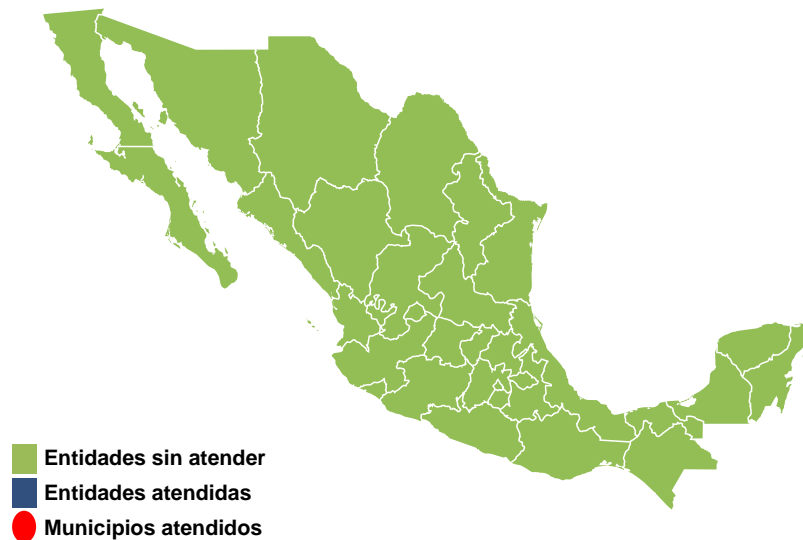 Entidades sin atender
Entidades atendidas
Municipios atendidos